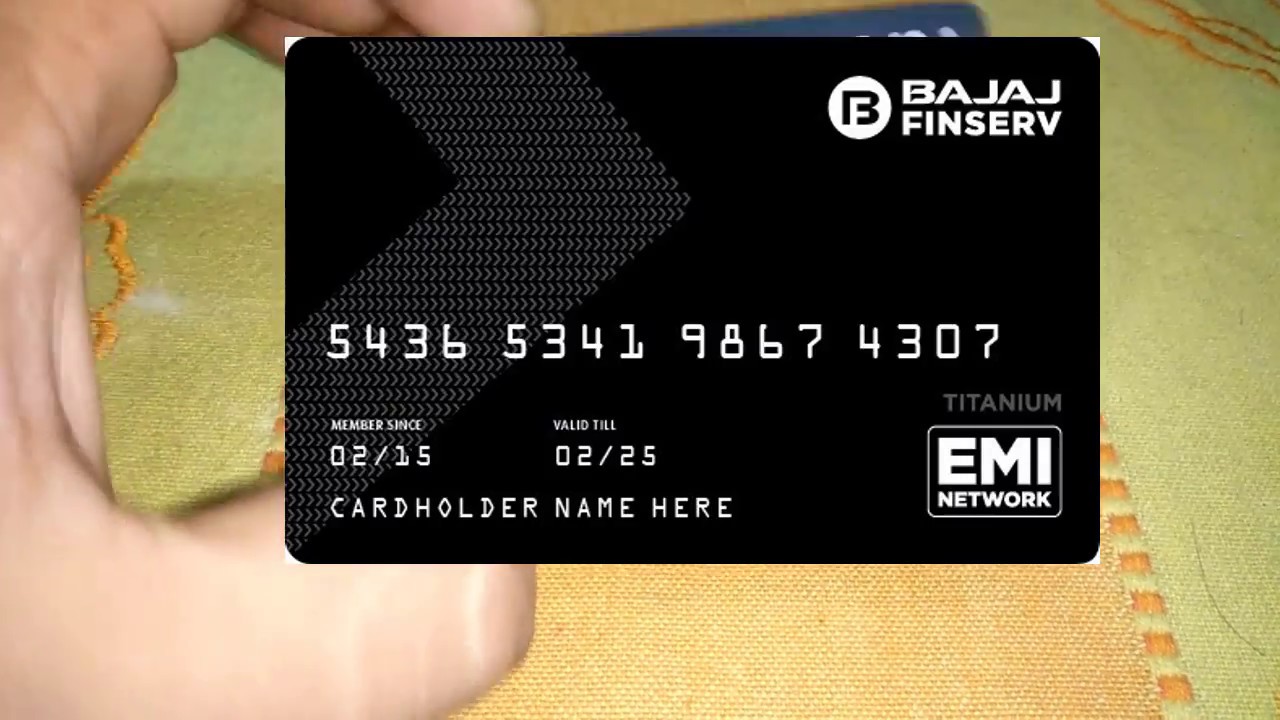 BAJAJ
FINSERV
5436 5341 9867 4307
TITANIUM
MEMBER SINCE VALID TILL
02/15 02/25
EMI
NETWORK
CARDHOLDER NAME HERE